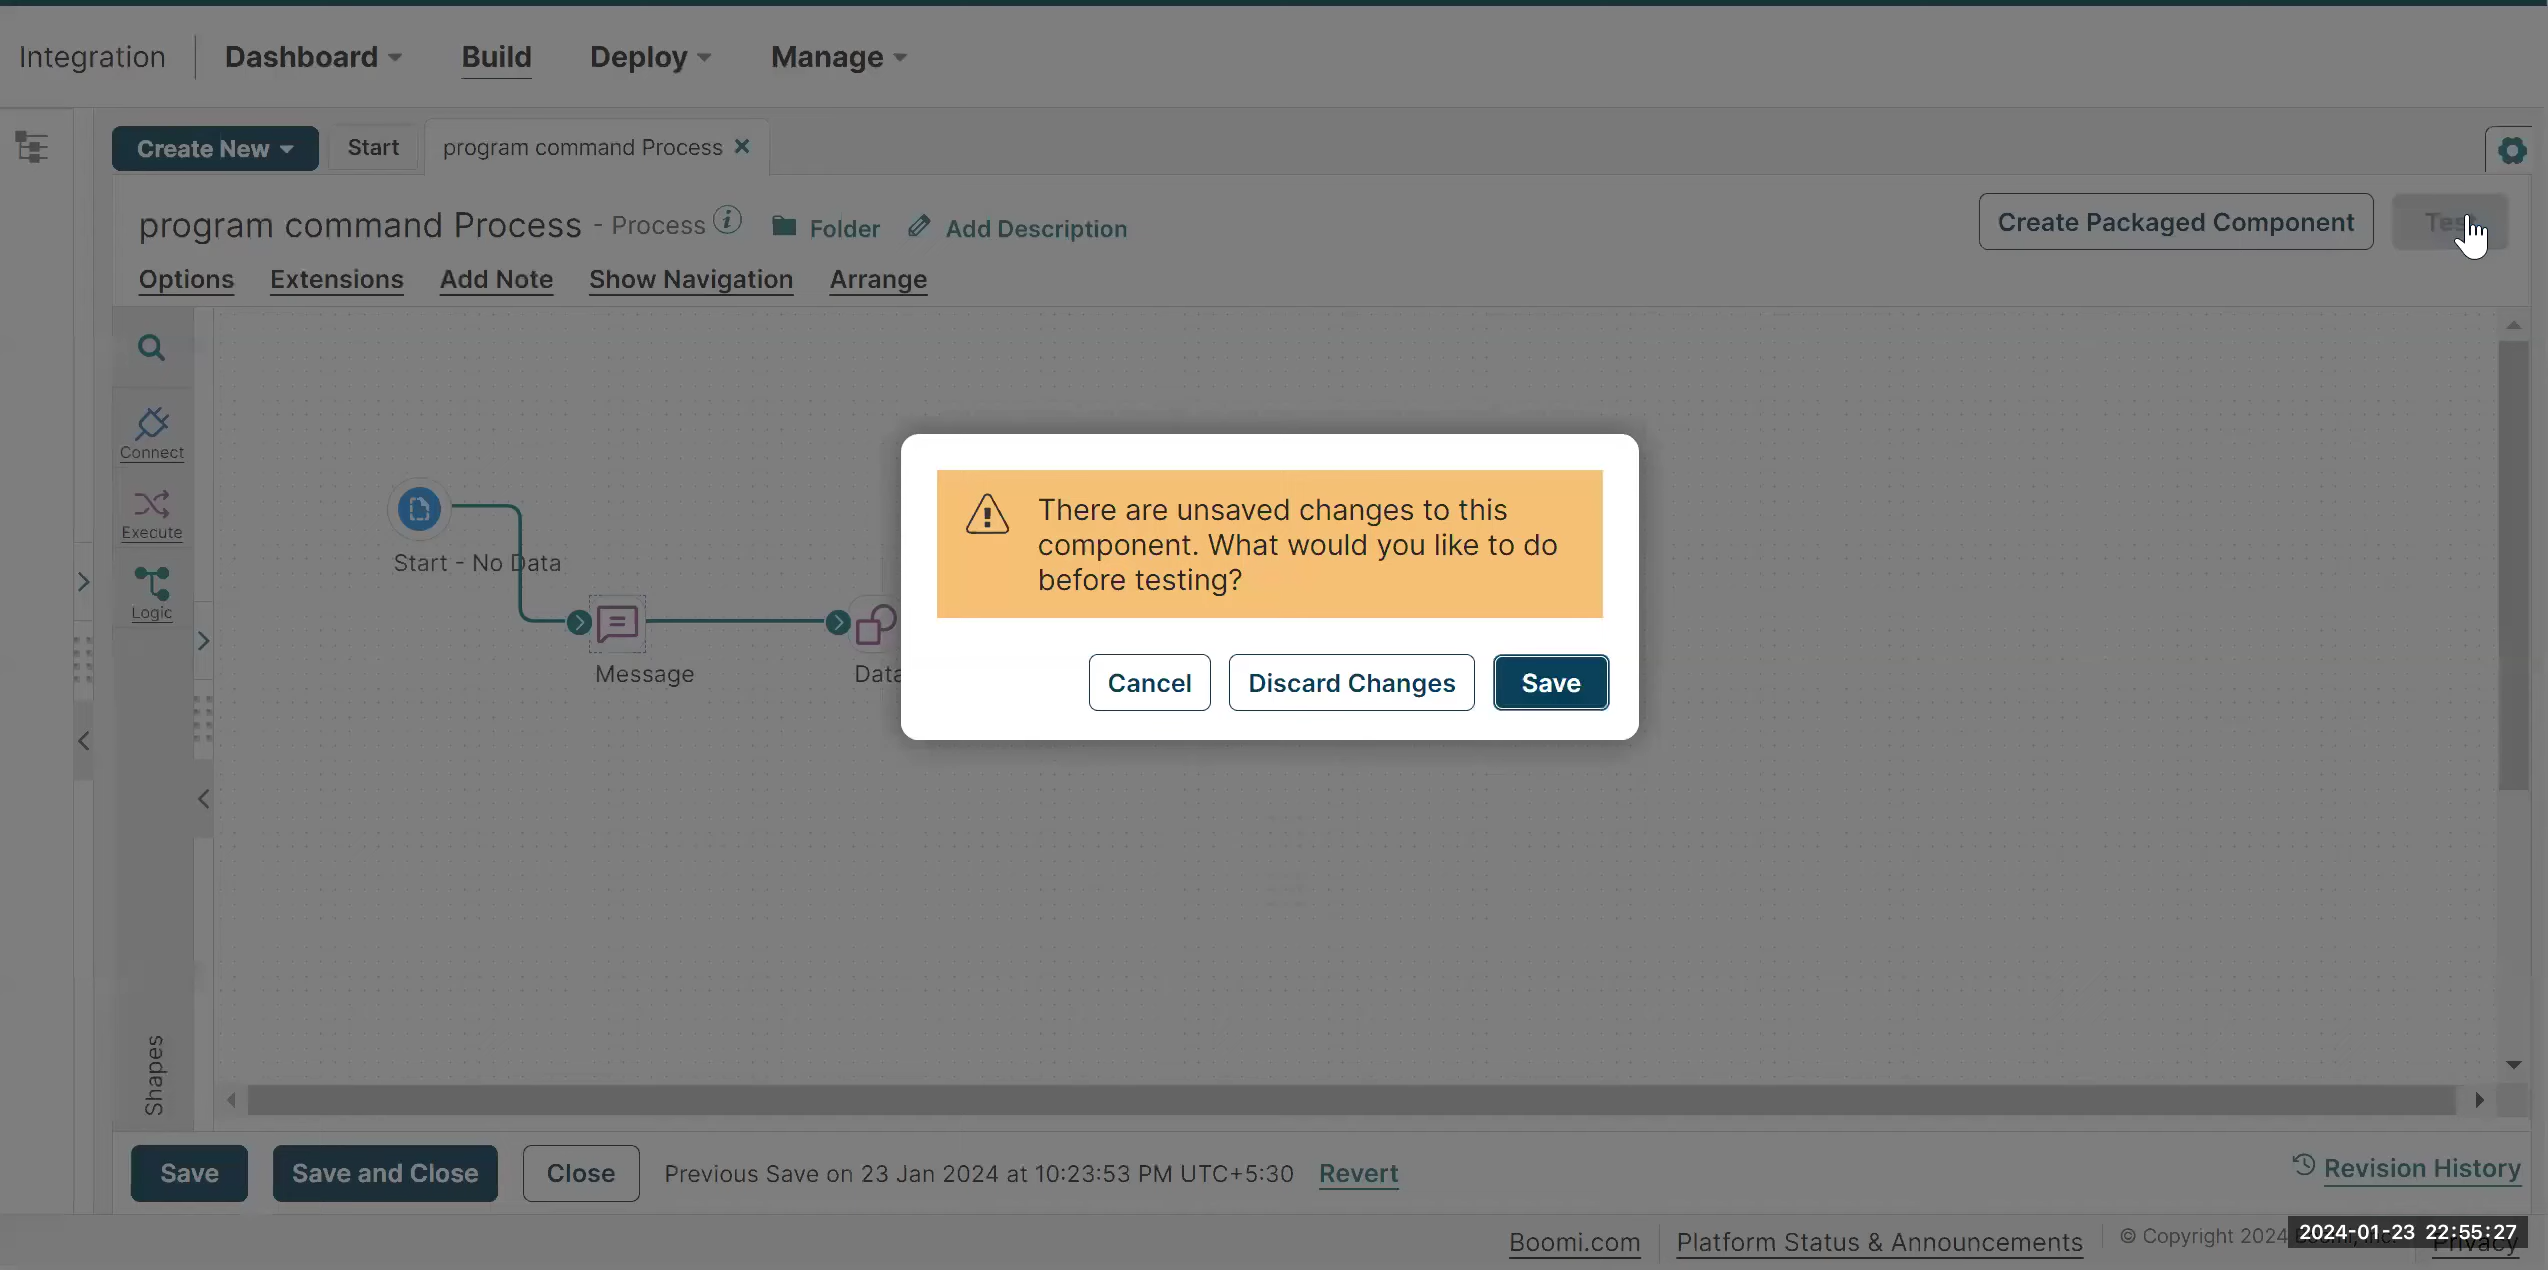 Integration
Dashboard
Build
Deploy
Manage
Create New
Start
program command Process
program command Process - Process
Folder
Add Description
Create Packaged Component
Options
Extensions
Add Note
Show Navigation
Arrange
Connect
Execute
Logic
Start - No Data
Message
Data
There are unsaved changes to this
component. What would you like to do
before testing?
Cancel
Discard Changes
Save
Shapes
Save
Save and Close
Close
Previous Save on 23 Jan 2024 at 10:23:53 PM UTC+5:30
Revert
Revision History
Boomi.com
Platform Status & Announcements
© Copyright 2024
2024-01-23 22:55:27
Privacy